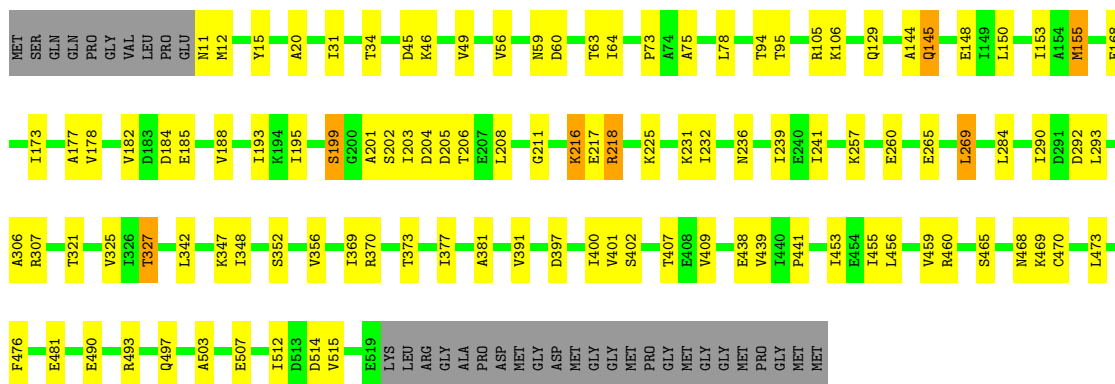 MET SER GLN GLN PRO GLY VAL LEU PRO GLU N11 M12 Y15 A20 I31 T34 D45 K46 V49 V56 N59 D60 T63 I64 P73 A74 A75 L78 T94 T95 R105 K106 Q129 A144 Q145 E148 I149 L150 I153 A154 M155
I173 A177 V178 V182 D183 D184 E185 V188 I193 K194 I195 S199 G200 A201 S202 I203 D204 D205 T206 E207 L208 G211 K216 E217 R218 K225 K231 I232 N236 I239 E240 I241 K257 E260 E265 L269 L284 I290 D291 D292 L293
A306 R307 T321 V325 I326 T327 L342 K347 I348 S352 V356 I369 R370 T373 I377 A381 V391 D397 I400 V401 S402 T407 E408 V409 E438 V439 I440 P441 I453 E454 I455 L456 V459 R460 S465 N468 K469 C470 L473
F476 E481 E490 R493 Q497 A503 E507 I512 D513 D514 V515 E519 LYS LEU ARG GLY ALA PRO ASP MET GLY ASP MET GLY GLY MET PRO GLY MET GLY GLY MET PRO GLY MET MET